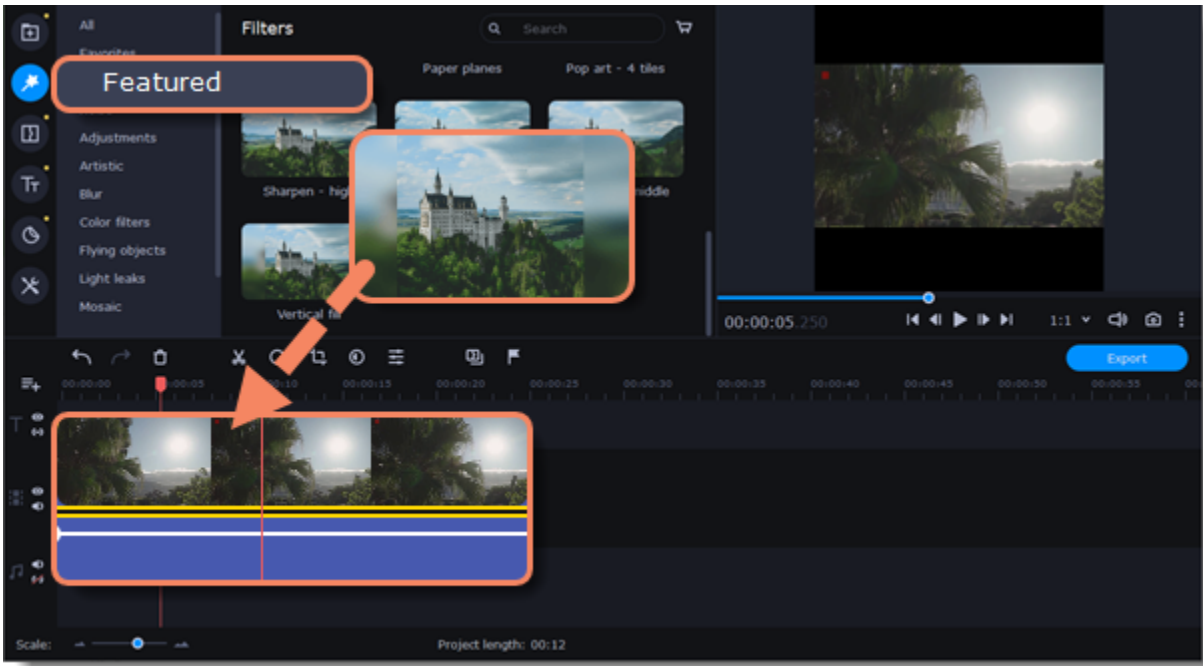 All
Filters
Search
Favorites
Featured
Paper planes
Pop art - 4 tiles
Adjustments
Artistic
Blur
Sharpen - hig
middle
Color filters
Flying objects
Light leaks
Mosaic
Vertical fil
00:00:05.250
1:1
Export
00:00:00
00:00:05
00:00:15
00:00:20
00:00:25
00:00:30
00:00:35
00:00:40
00:00:45
00:00:50
00:00:55
Scale:
Project length: 00:12